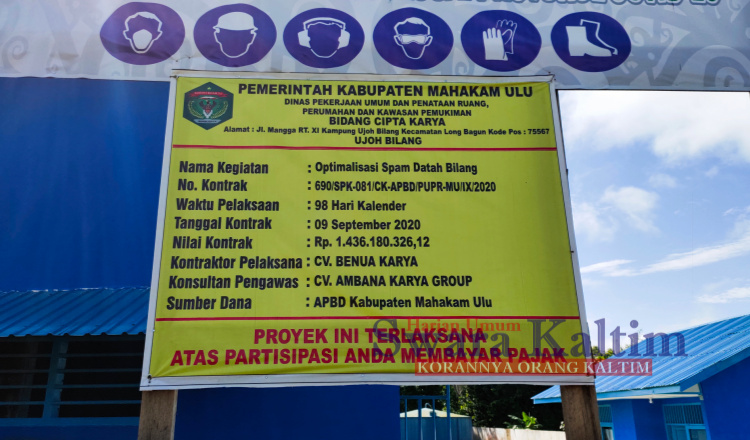 PEMERINTAH KABUPATEN MAHAKAM ULU
DINAS PEKERJAAN UMUM DAN PENATAAN RUANG,
PERUMAHAN DAN KAWASAN PEMUKIMAN
BIDANG CIPTA KARYA
Alamat : Jl. Mangga RT. XI Kampung Ujoh Bilang Kecamatan Long Bagun Kode Pos : 75567
UJOH BILANG
Nama Kegiatan : Optimalisasi Spam Datah Bilang
No. Kontrak : 690/SPK-081/CK-APBD/PUPR-MU/IX/2020
Waktu Pelaksaan : 98 Hari Kalender
Tanggal Kontrak : 09 September 2020
Nilai Kontrak : Rp. 1.436.180.326,12
Kontraktor Pelaksana : CV. BENUA KARYA
Konsultan Pengawas : CV. AMBANA KARYA GROUP
Sumber Dana : APBD Kabupaten Mahakam Ulu
PROYEK INI TERLAKSANA
ATAS PARTISIPASI ANDA MEMBAYAR PAJAK
Harian Umum
Swara Kaltim
KORANNYA ORANG KALTIM